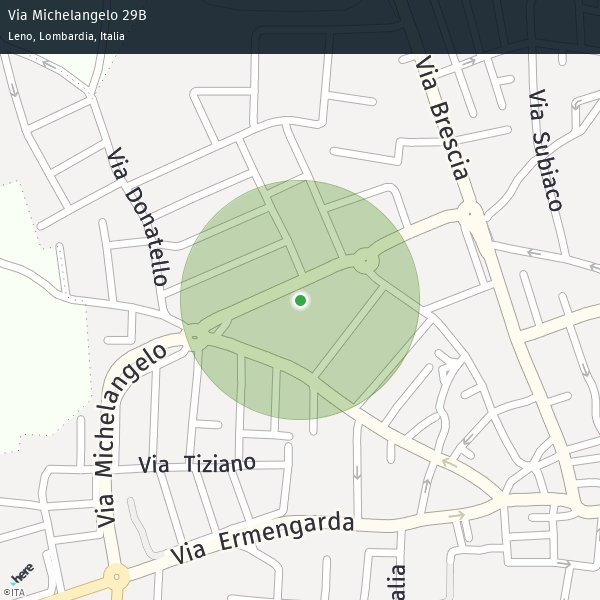 Via Michelangelo 29B
Leno, Lombardia, Italia
Via Brescia
Via Subiaco
Via Donatello
Via Michelangelo
Via Tiziano
Via Ermengarda
alia
here
©ITA